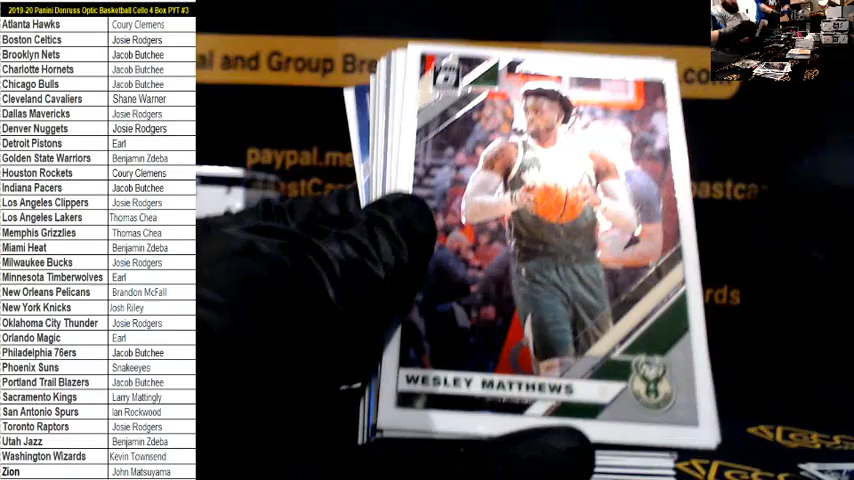 2019-20 Panini Donruss Optic Basketball Cello 4 Box PYT #3
Atlanta Hawks Coury Clemens
Boston Celtics Josie Rodgers
Brooklyn Nets Jacob Butchee
Charlotte Hornets Jacob Butchee
Chicago Bulls Jacob Butchee
Cleveland Cavaliers Shane Warner
Dallas Mavericks Josie Rodgers
Denver Nuggets Josie Rodgers
Detroit Pistons Earl
Golden State Warriors Benjamin Zdeba
Houston Rockets Coury Clemens
Indiana Pacers Jacob Butchee
Los Angeles Clippers Josie Rodgers
Los Angeles Lakers Thomas Chea
Memphis Grizzlies Thomas Chea
Miami Heat Benjamin Zdeba
Milwaukee Bucks Josie Rodgers
Minnesota Timberwolves Earl
New Orleans Pelicans Brandon McFall
New York Knicks Josh Riley
Oklahoma City Thunder Josie Rodgers
Orlando Magic Earl
Philadelphia 76ers Jacob Butchee
Phoenix Suns Snakeeyes
Portland Trail Blazers Jacob Butchee
Sacramento Kings Larry Mattingly
San Antonio Spurs Ian Rockwood
Toronto Raptors Josie Rodgers
Utah Jazz Benjamin Zdeba
Washington Wizards Kevin Townsend
Zion John Matsuyama
al and Group Bre
.com
paypal.me
ards
WESLEY MATTHEWS